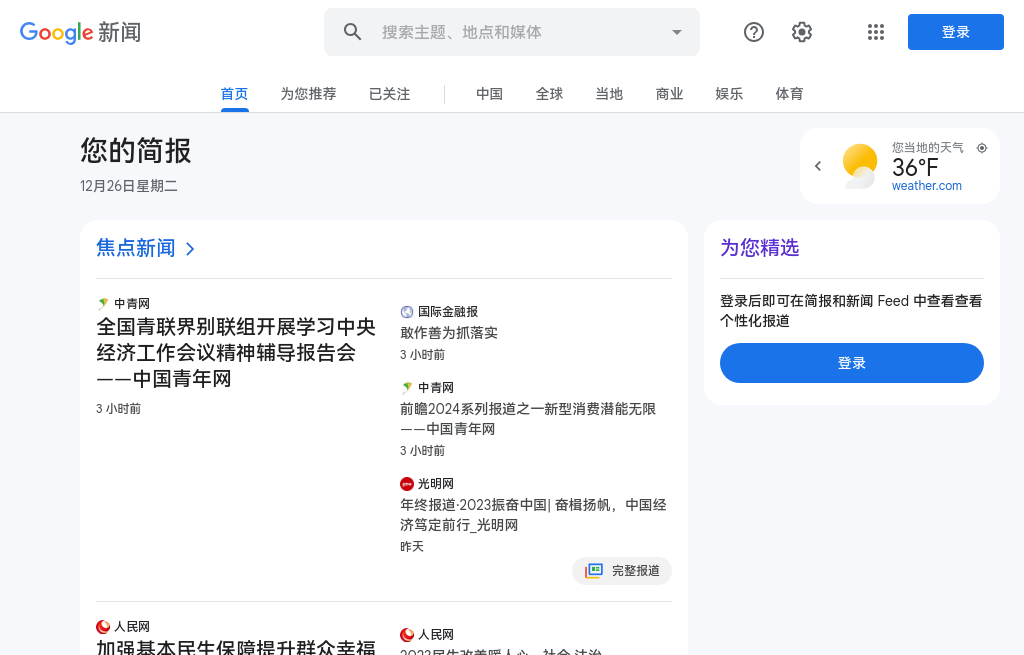 Google 新闻
搜索主题、地点和媒体
登录
首页
为您推荐
已关注
中国
全球
当地
商业
娱乐
体育
您的简报
12月26日星期二
您当地的天气
36°F
weather.com
焦点新闻
中青网
全国青联界别联组开展学习中央
经济工作会议精神辅导报告会
——中国青年网
3 小时前
国际金融报
敢作善为抓落实
3 小时前
中青网
前瞻2024系列报道之一新型消费潜能无限
——中国青年网
3 小时前
光明网
年终报道·2023振奋中国| 奋楫扬帆，中国经
济笃定前行_光明网
昨天
完整报道
为您精选
登录后即可在简报和新闻 Feed 中查看查看
个性化报道
登录
人民网
加强基本民生保障提升群众幸福
人民网
2023民生改善暖人心--社会·法治